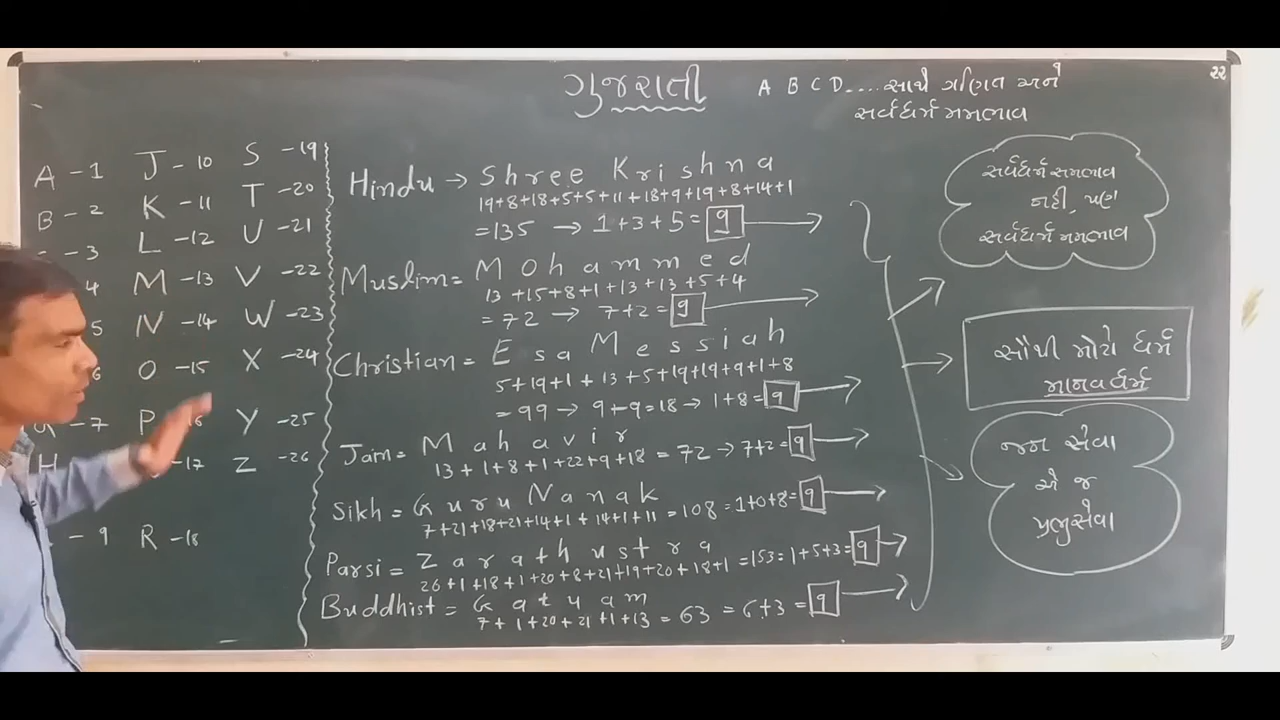 ગુજરાતી
A B C D....સાથે ગણિત અને
સર્વધર્મ મમભાવ
૨૨
A -1 J -10 S -19
B -2 K -11 T -20
-3 L -12 U -21
4 M -13 V -22
5 N -14 W -23
6 O -15 X -24
-7 P -16 Y -25
H -17 Z -26
- 9 R -18
Hindu → Shree Krishna
19+8+18+5+5+11+18+9+19+8+14+1
=135 → 1+3+5= 9
Muslim= Mohammed
13+15+8+1+13+13+5+4
=72 → 7+2= 9
Christian= Esa Messiah
5+19+1+13+5+19+19+9+1+8
=99 → 9+9=18 → 1+8= 9
Jain= Mahavir
13+1+8+1+22+9+18 =72 → 7+2= 9
Sikh = Guru Nanak
7+21+18+21+14+1+14+1+11 =108 =1+0+8= 9
Parsi= Zarathustra
26+1+18+1+20+8+21+19+20+18+1 =153=1+5+3= 9
Buddhist = Gatuam
7+1+20+21+1+13 = 63 = 6+3 = 9
સર્વધર્મ સમભાવ
નહી, પણ
સર્વધર્મ મમભાવ
સૌથી મોટો ધર્મ
માનવધર્મ
જન સેવા
એ જ
પ્રભુસેવા